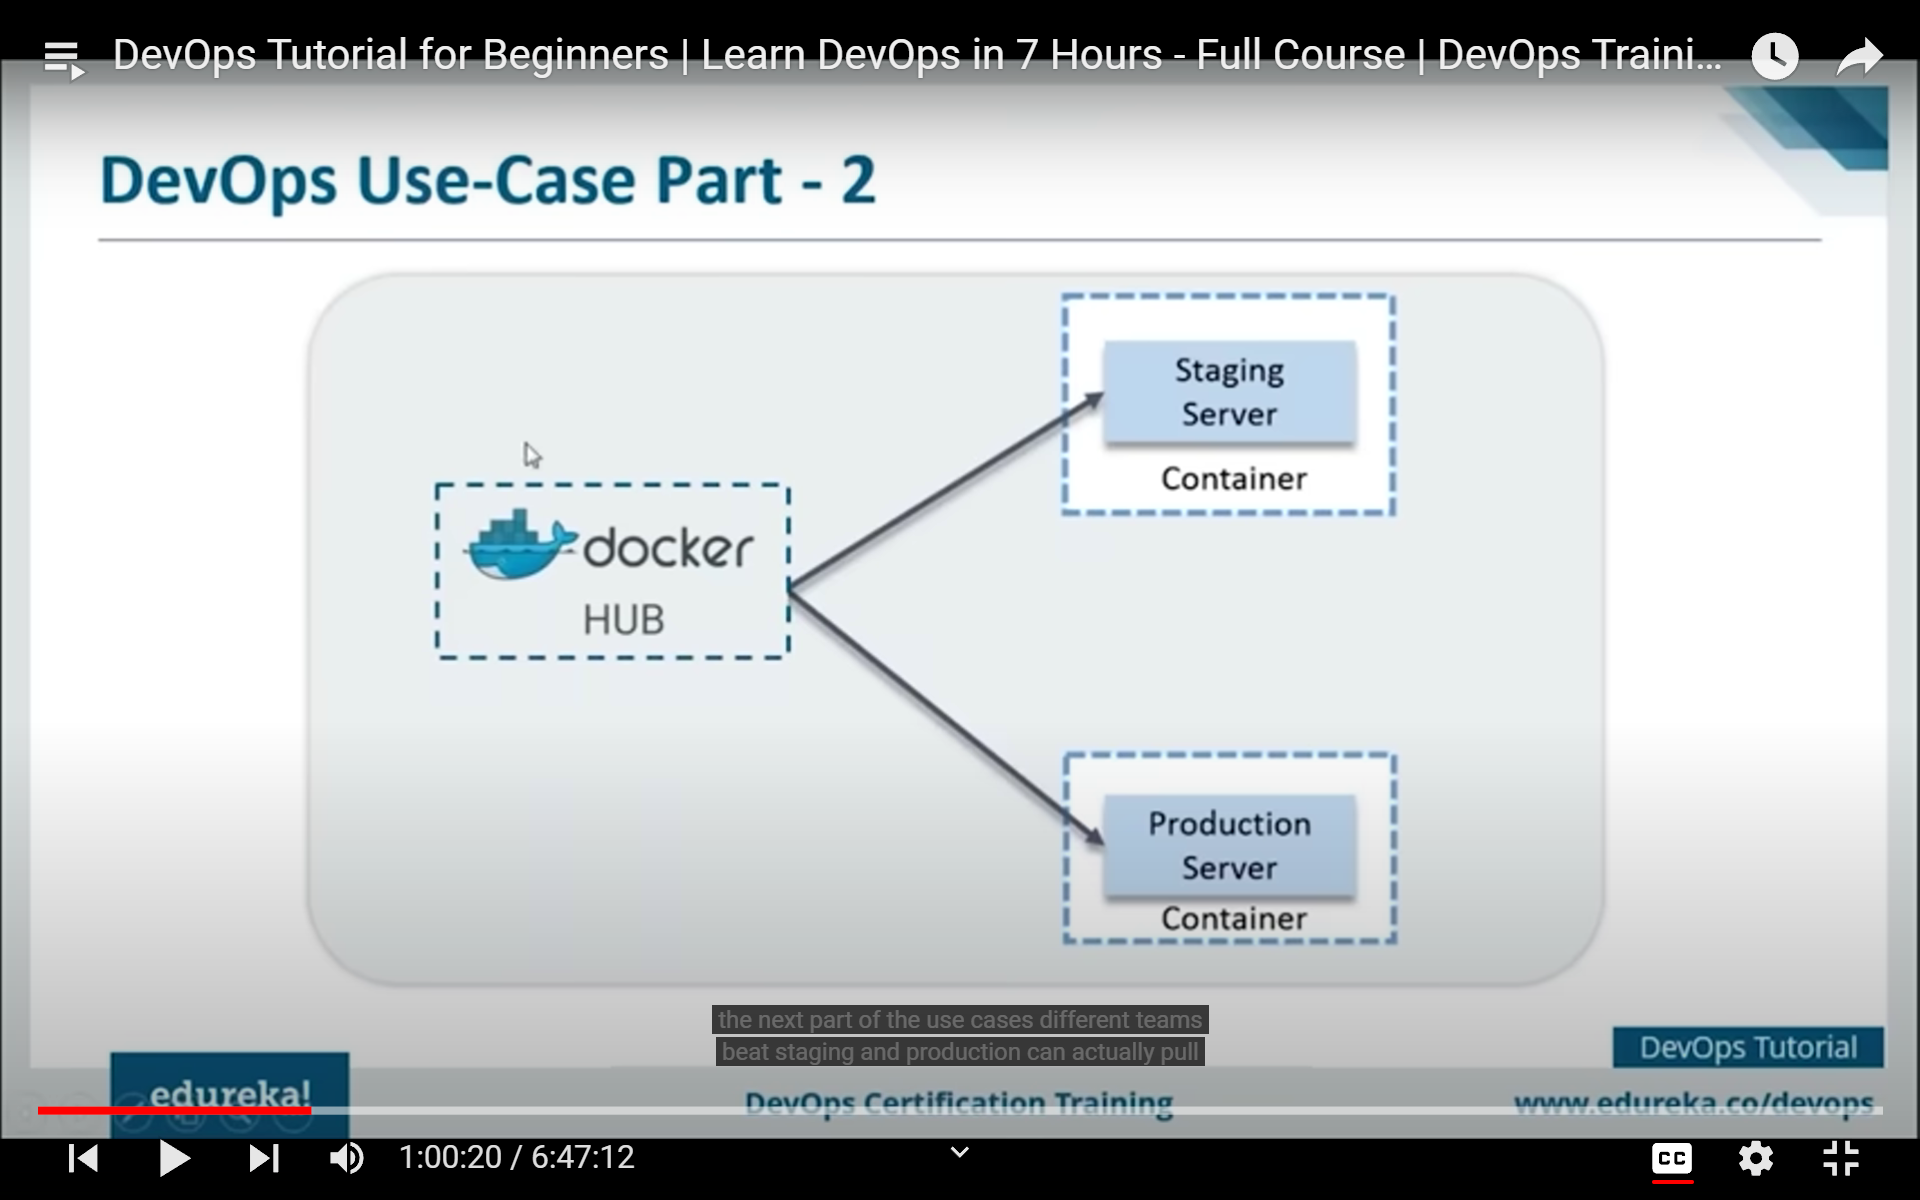 DevOps Tutorial for Beginners | Learn DevOps in 7 Hours - Full Course | DevOps Traini...
DevOps Use-Case Part - 2
Staging
Server
Container
docker
HUB
Production
Server
Container
the next part of the use cases different teams
beat staging and production can actually pull
DevOps Tutorial
edureka!
DevOps Certification Training
www.edureka.co/devops
1:00:20 / 6:47:12
CC